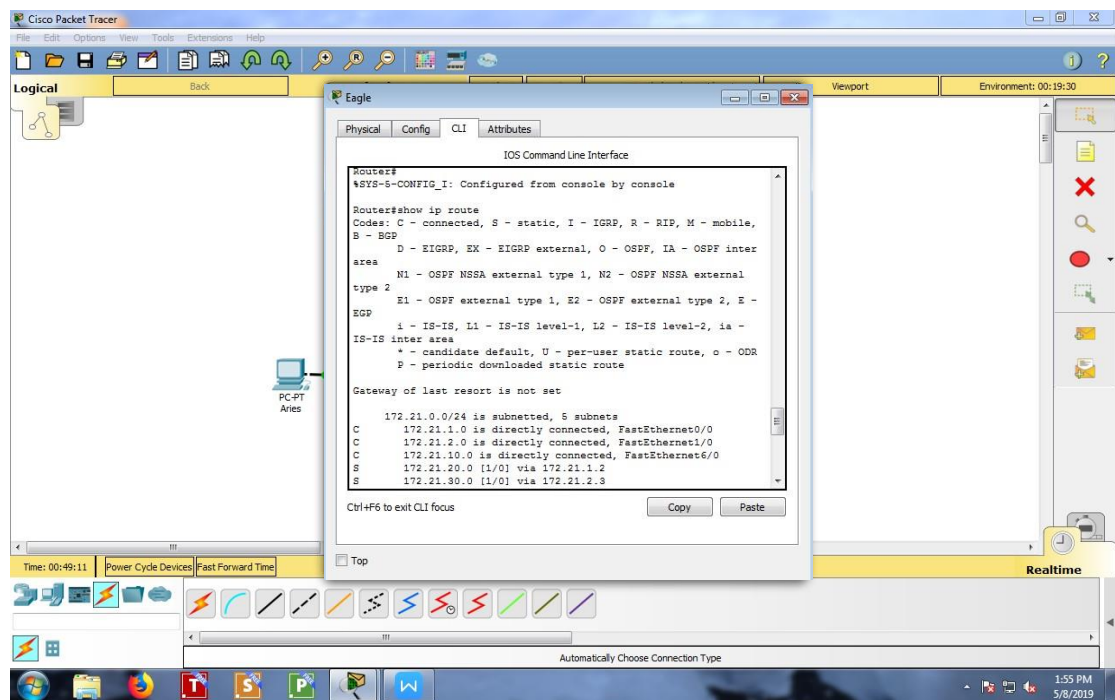 Cisco Packet Tracer
File Edit Options View Tools Extensions Help
Logical
Back
Viewport
Environment: 00:19:30
Eagle
Physical Config CLI Attributes
IOS Command Line Interface
Router#
%SYS-5-CONFIG_I: Configured from console by console
Router#show ip route
Codes: C - connected, S - static, I - IGRP, R - RIP, M - mobile,
B - BGP
D - EIGRP, EX - EIGRP external, O - OSPF, IA - OSPF inter
area
N1 - OSPF NSSA external type 1, N2 - OSPF NSSA external
type 2
E1 - OSPF external type 1, E2 - OSPF external type 2, E -
EGP
i - IS-IS, L1 - IS-IS level-1, L2 - IS-IS level-2, ia -
IS-IS inter area
* - candidate default, U - per-user static route, o - ODR
P - periodic downloaded static route
Gateway of last resort is not set
172.21.0.0/24 is subnetted, 5 subnets
C 172.21.1.0 is directly connected, FastEthernet0/0
C 172.21.2.0 is directly connected, FastEthernet1/0
C 172.21.10.0 is directly connected, FastEthernet6/0
S 172.21.20.0 [1/0] via 172.21.1.2
S 172.21.30.0 [1/0] via 172.21.2.3
Ctrl+F6 to exit CLI focus
Copy
Paste
Top
PC-PT
Aries
Time: 00:49:11
Power Cycle Devices
Fast Forward Time
Realtime
Automatically Choose Connection Type
1:55 PM
5/8/2019